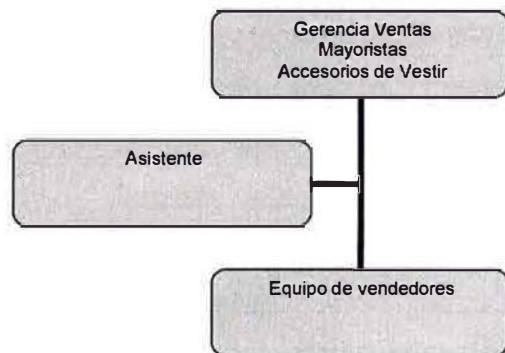 Gerencia Ventas
Mayoristas
Accesorios de Vestir
Asistente
Equipo de vendedores